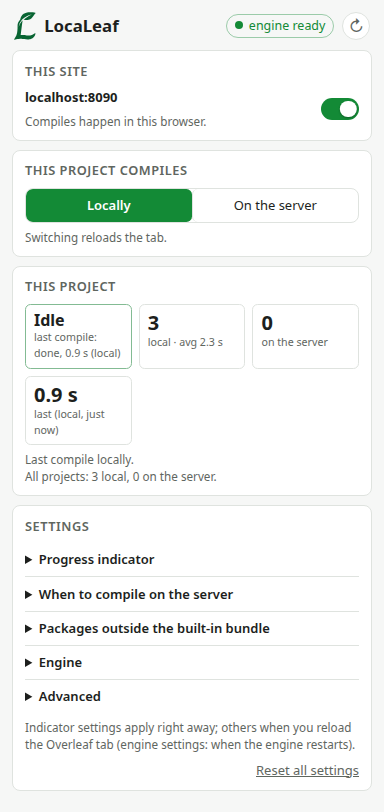 LocaLeaf
engine ready
THIS SITE
localhost:8090
Compiles happen in this browser.
THIS PROJECT COMPILES
Locally
On the server
Switching reloads the tab.
THIS PROJECT
Idle
last compile:
done, 0.9 s (local)
3
local · avg 2.3 s
0
on the server
0.9 s
last (local, just
now)
Last compile locally.
All projects: 3 local, 0 on the server.
SETTINGS
Progress indicator
When to compile on the server
Packages outside the built-in bundle
Engine
Advanced
Indicator settings apply right away; others when you reload
the Overleaf tab (engine settings: when the engine restarts).
Reset all settings